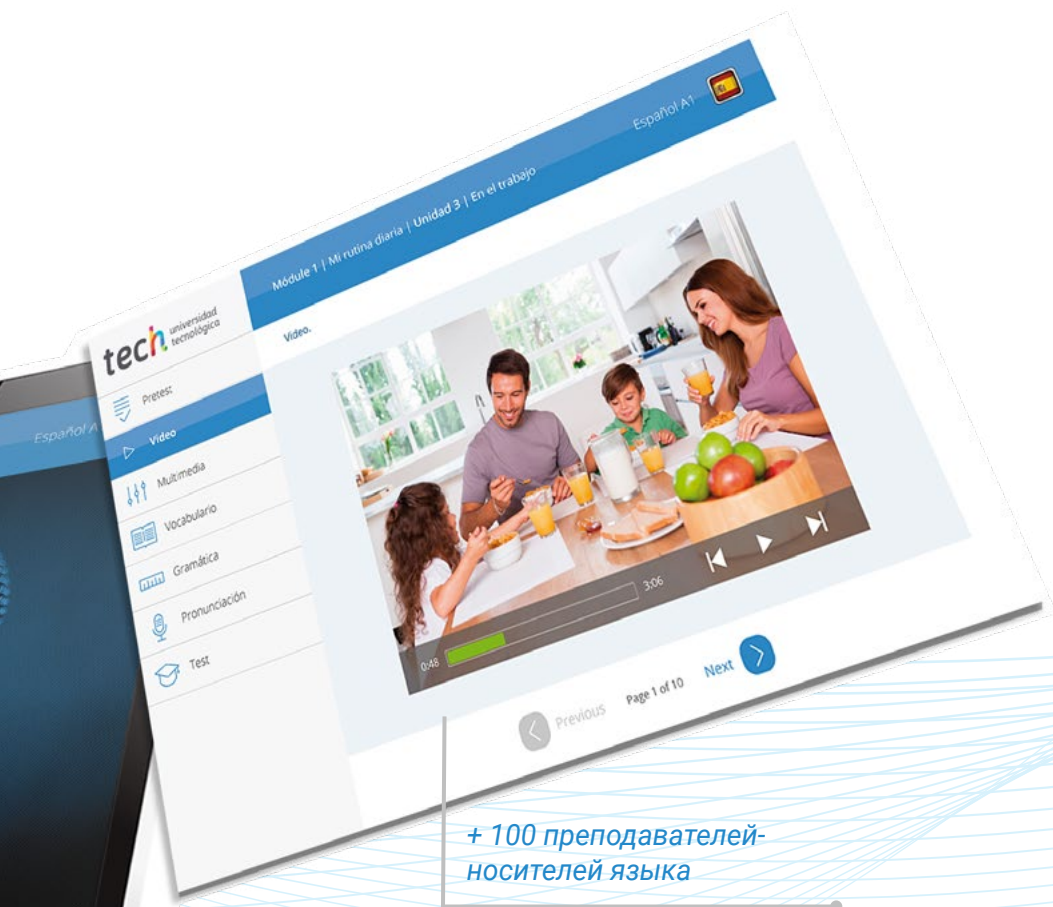 Español A1
Módule 1 | Mi rutina diaria | Unidad 3 | En el trabajo
tech universidad
tecnológica
Video.
Pretest
Video
Multimedia
Vocabulario
Gramática
Pronunciación
Test
0:48
3:06
Previous
Page 1 of 10
Next
Español A
+ 100 преподавателей-
носителей языка